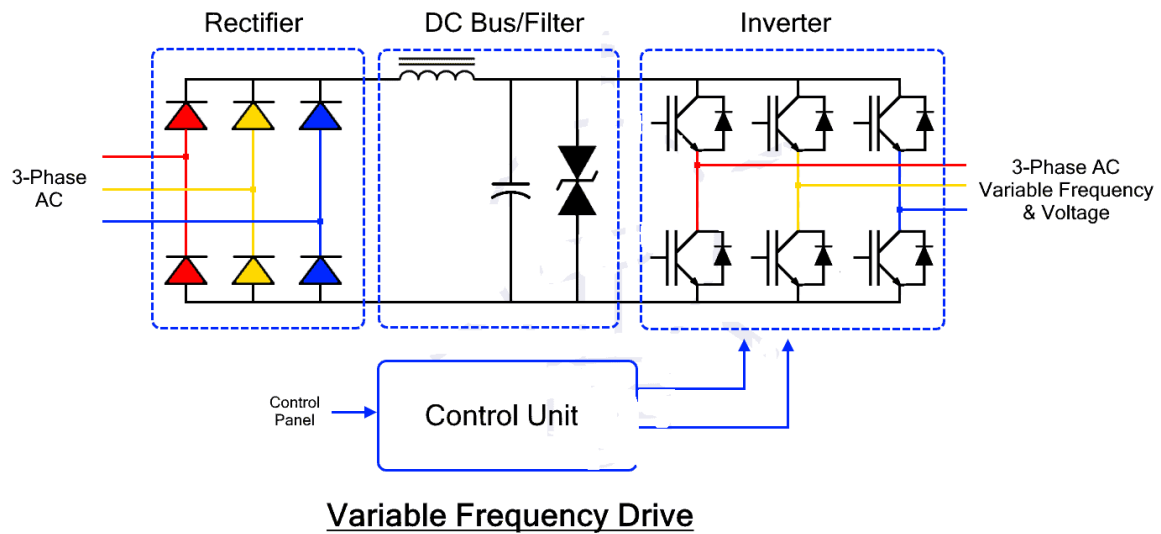 Rectifier
DC Bus/Filter
Inverter
3-Phase
AC
3-Phase AC
Variable Frequency
& Voltage
Control
Panel
Control Unit
Variable Frequency Drive